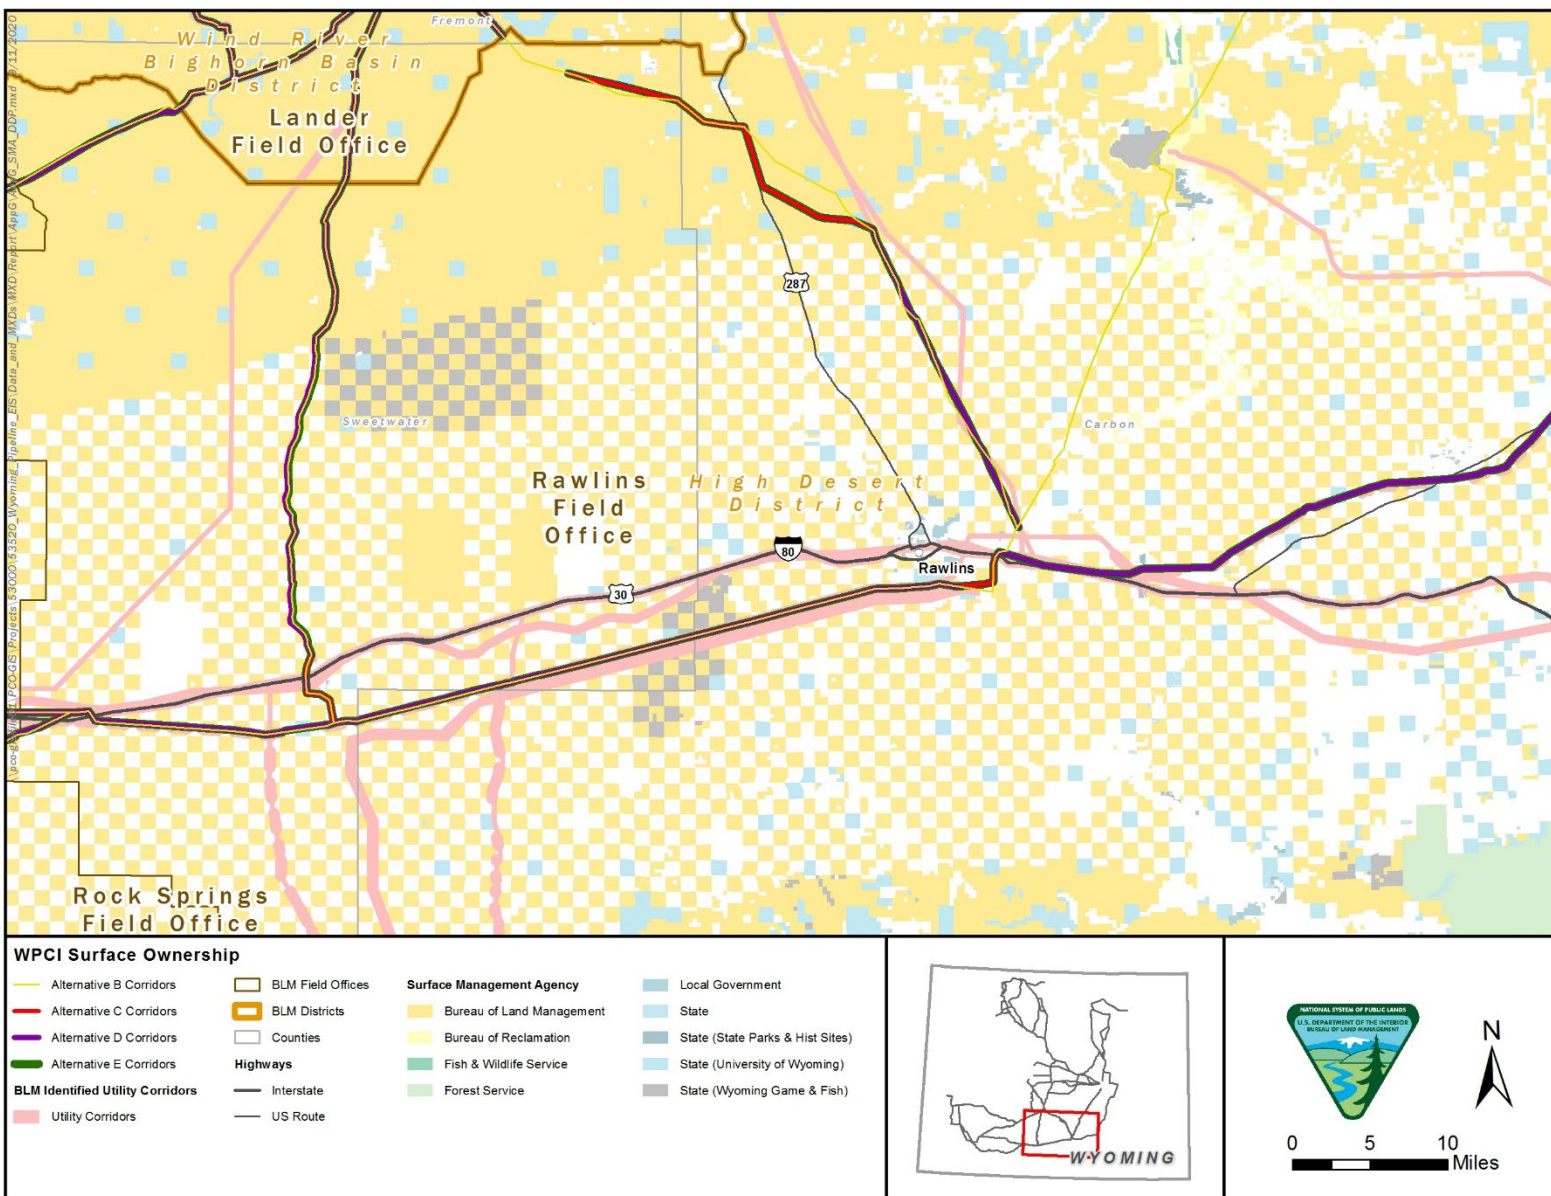 Fremont
Wind River
Bighorn Basin
District
Lander
Field Office
287
Sweetwater
Carbon
Rawlins
Field
Office
High Desert
District
80
Rawlins
30
Rock Springs
Field Office
WPCI Surface Ownership
Alternative B Corridors
Alternative C Corridors
Alternative D Corridors
Alternative E Corridors
BLM Identified Utility Corridors
Utility Corridors
BLM Field Offices
BLM Districts
Counties
Highways
Interstate
US Route
Surface Management Agency
Bureau of Land Management
Bureau of Reclamation
Fish & Wildlife Service
Forest Service
Local Government
State
State (State Parks & Hist Sites)
State (University of Wyoming)
State (Wyoming Game & Fish)
WYOMING
NATIONAL SYSTEM OF PUBLIC LANDS
U.S. DEPARTMENT OF THE INTERIOR
BUREAU OF LAND MANAGEMENT
N
0 5 10
Miles